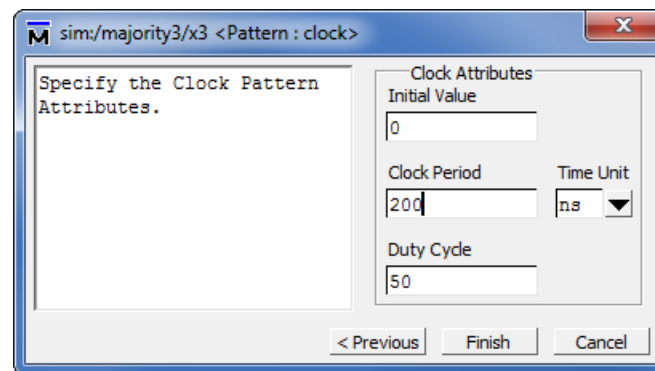 sim:/majority3/x3 <Pattern : clock>
Specify the Clock Pattern
Attributes.
Clock Attributes
Initial Value
0
Clock Period
Time Unit
200
ns
Duty Cycle
50
< Previous
Finish
Cancel